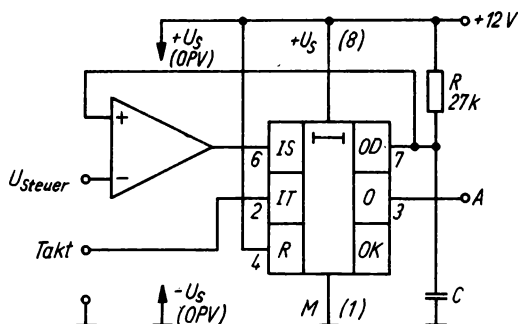 +12V
+U_S
(OPV)
+U_S (8)
R
27k
+
-
U_Steuer
6 IS OD 7
2 IT O 3 A
Takt
4 R OK
-U_S
(OPV)
M (1)
C